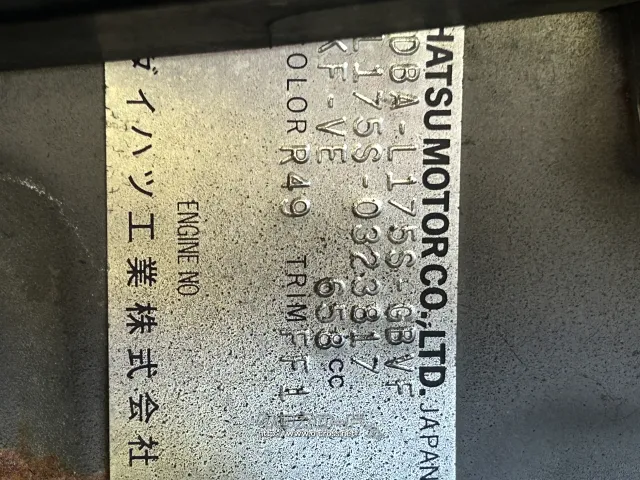 HATSU MOTOR CO., LTD. JAPAN
DBA-L175S-GBVF
L175S-0323817
KF-VE 658cc
OLOR R49 TRIM FF11
ENGINE NO
ダイハツ工業株式会社